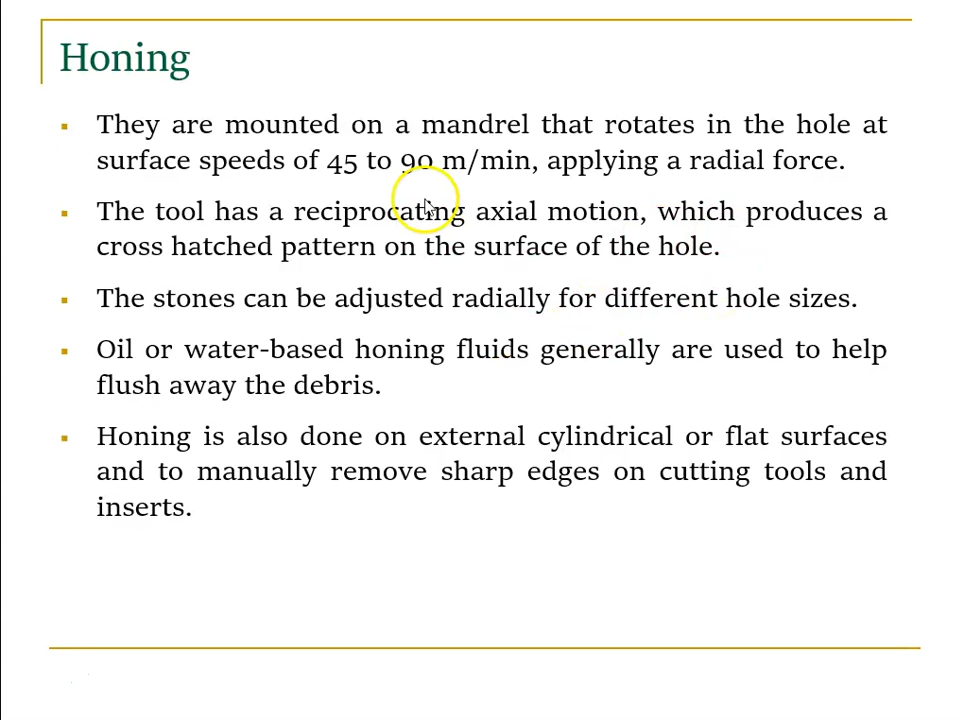 Honing
They are mounted on a mandrel that rotates in the hole at
surface speeds of 45 to 90 m/min, applying a radial force.
The tool has a reciprocating axial motion, which produces a
cross hatched pattern on the surface of the hole.
The stones can be adjusted radially for different hole sizes.
Oil or water-based honing fluids generally are used to help
flush away the debris.
Honing is also done on external cylindrical or flat surfaces
and to manually remove sharp edges on cutting tools and
inserts.